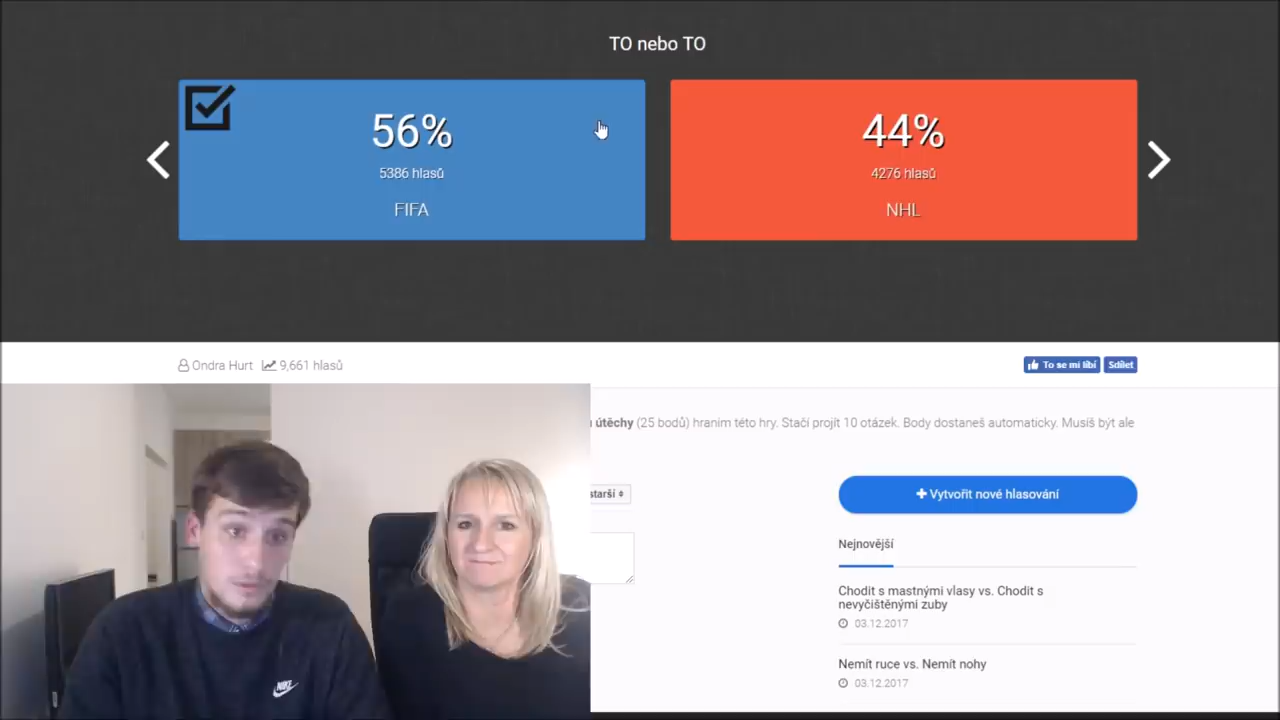 TO nebo TO
56%
5386 hlasů
FIFA
44%
4276 hlasů
NHL
Ondra Hurt 9,661 hlasů
To se mi líbí Sdílet
útěchy (25 bodů) hraním této hry. Stačí projít 10 otázek. Body dostaneš automaticky. Musíš být ale
starší
Vytvořit nové hlasování
Nejnovější
Chodit s mastnými vlasy vs. Chodit s
nevyčištěnými zuby
03.12.2017
Nemít ruce vs. Nemít nohy
03.12.2017
NIKE